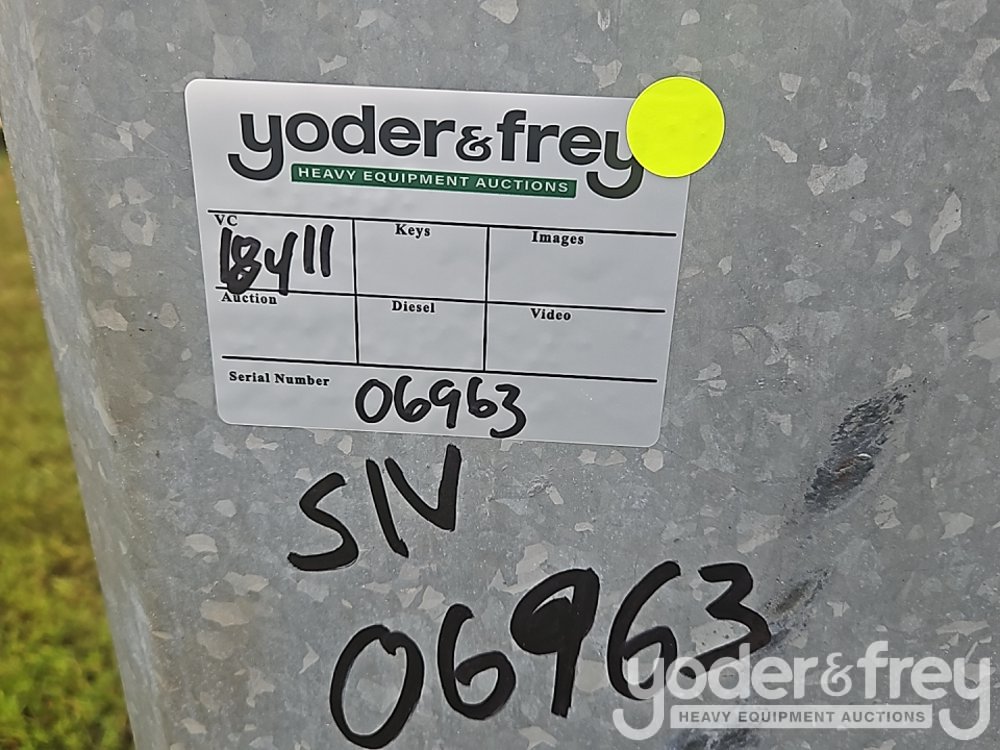 yoder&frey
HEAVY EQUIPMENT AUCTIONS
VC Keys Images
18411
Auction Diesel Video
Serial Number 06963
S/N
06963
yoder&frey
HEAVY EQUIPMENT AUCTIONS